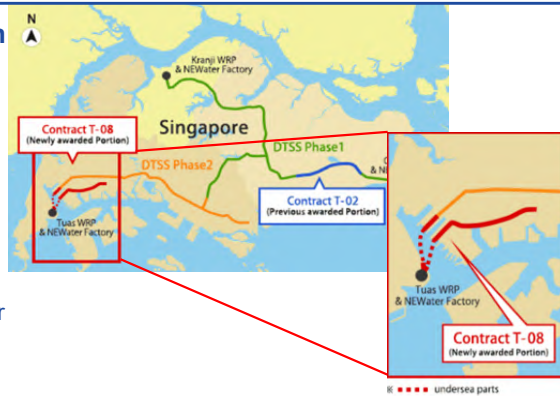 N
Kranji WRP
& NEWater Factory
Contract T-08
(Newly awarded Portion)
Singapore
DTSS Phase1
DTSS Phase2
Contract T-02
(Previous awarded Portion)
Tuas WRP
& NEWater Factory
Tuas WRP
& NEWater Factory
Contract T-08
(Newly awarded Portion)
undersea parts